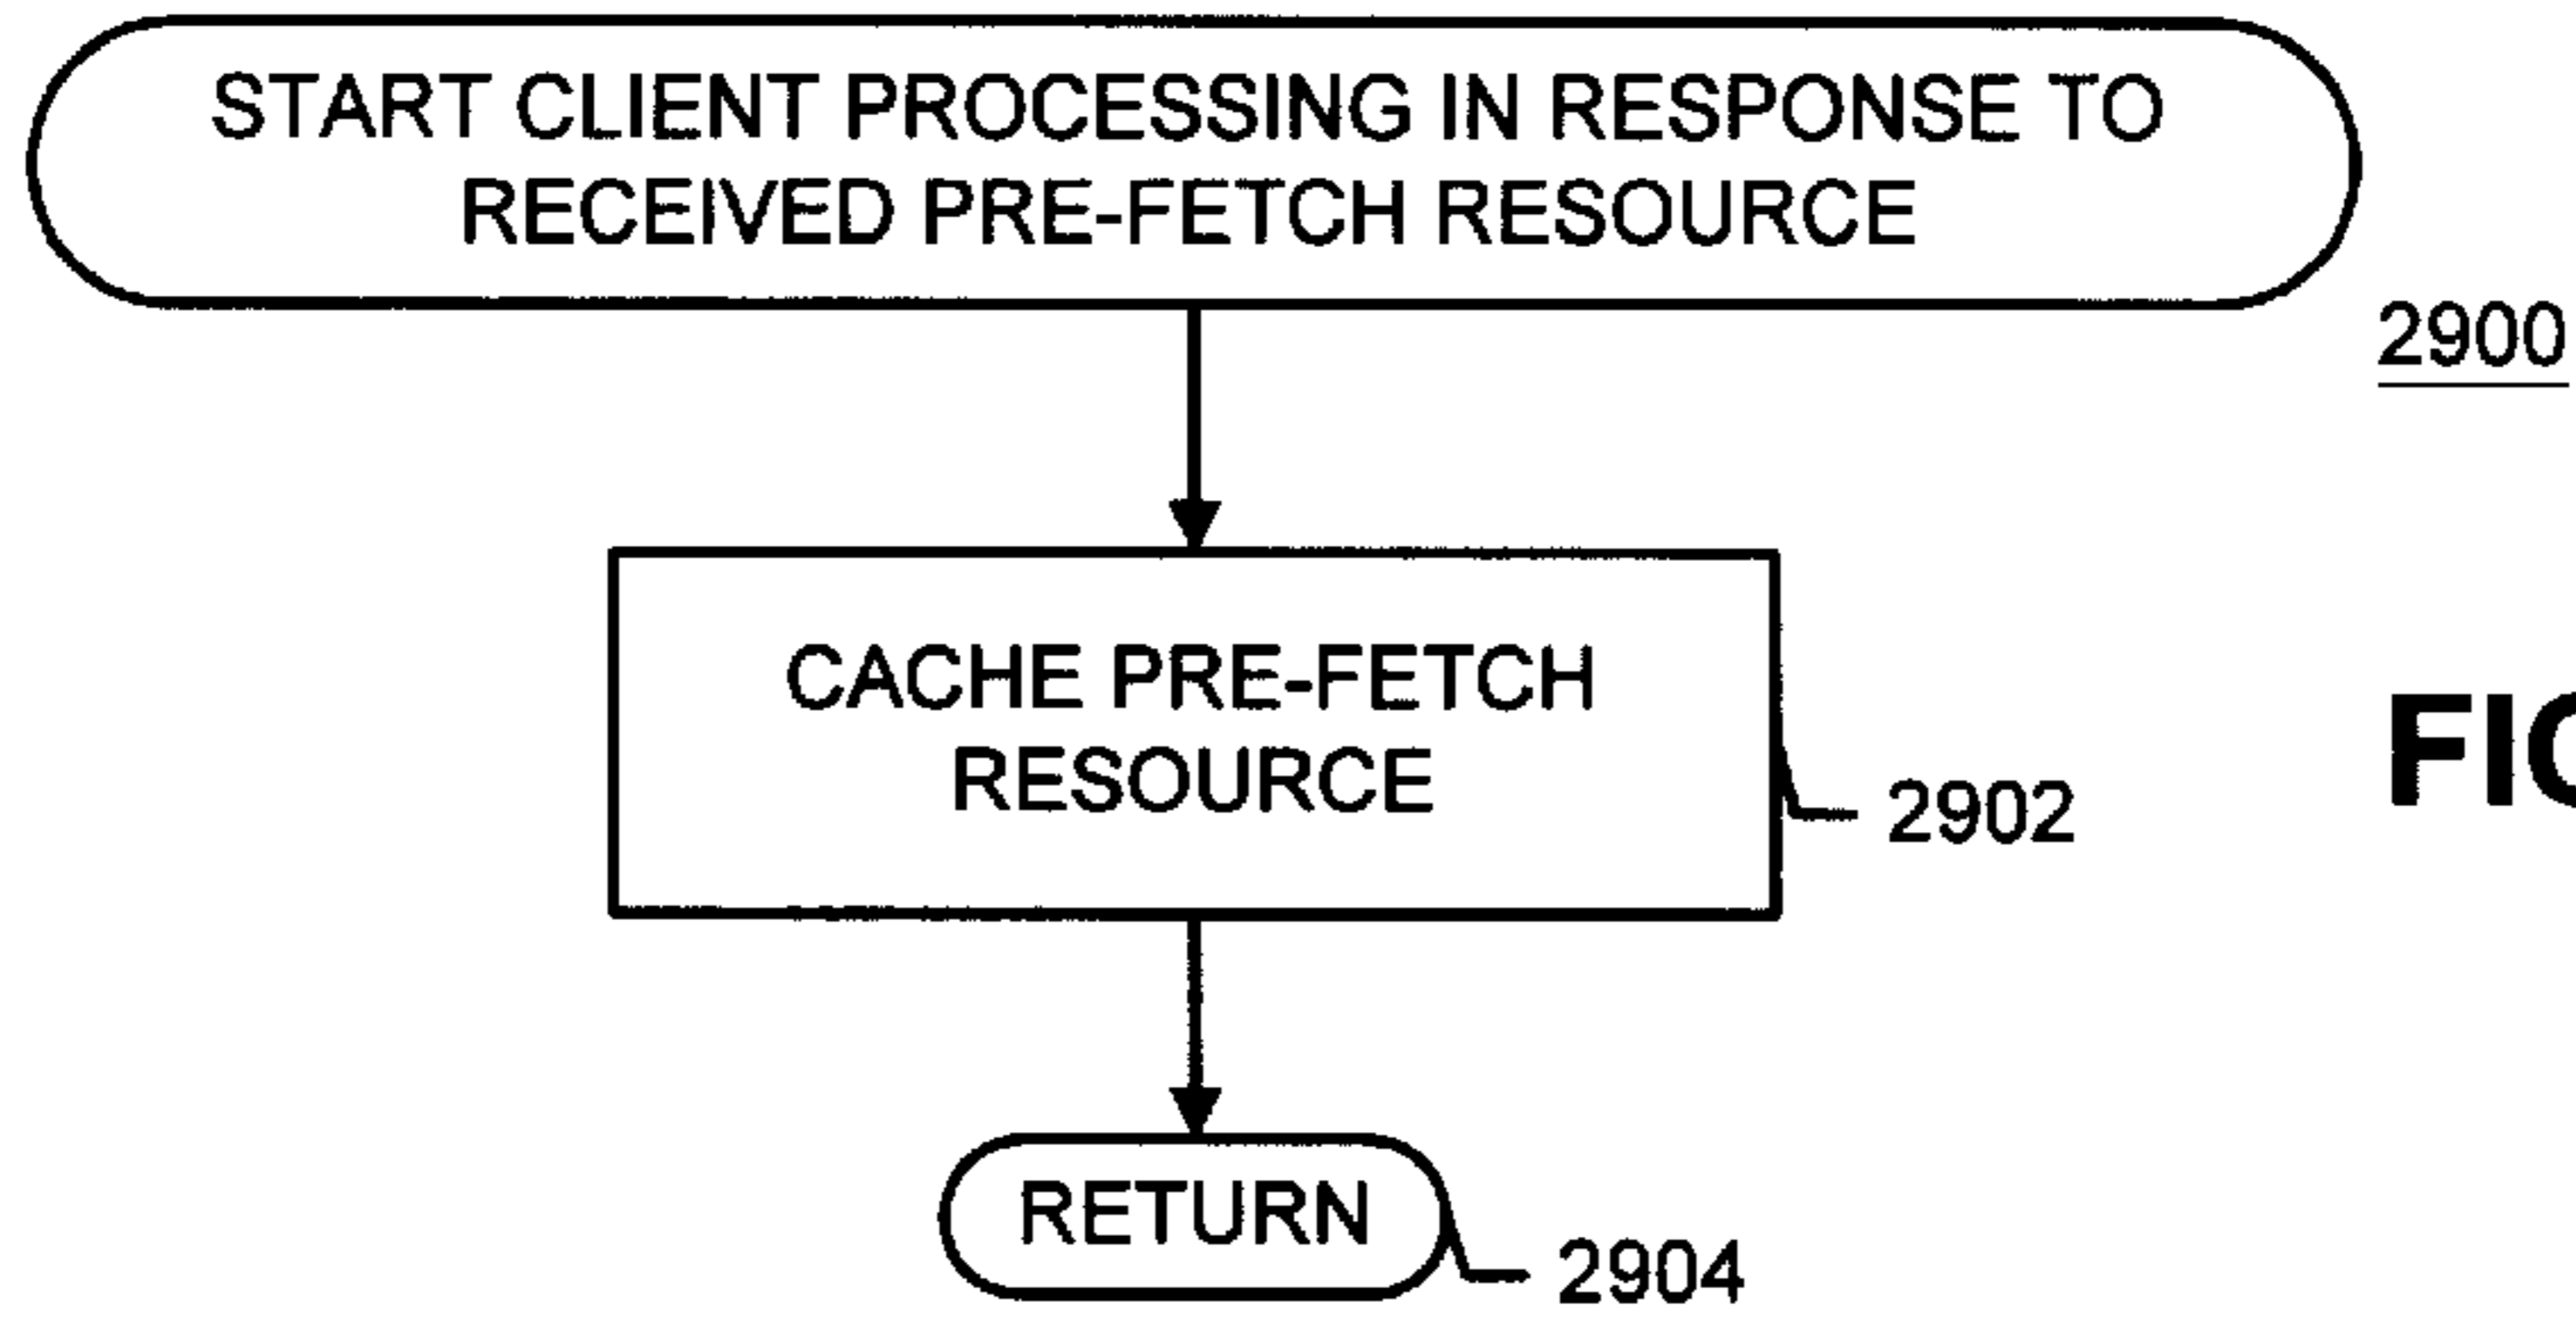 START CLIENT PROCESSING IN RESPONSE TO
RECEIVED PRE-FETCH RESOURCE
2900
CACHE PRE-FETCH
RESOURCE
2902
RETURN
2904